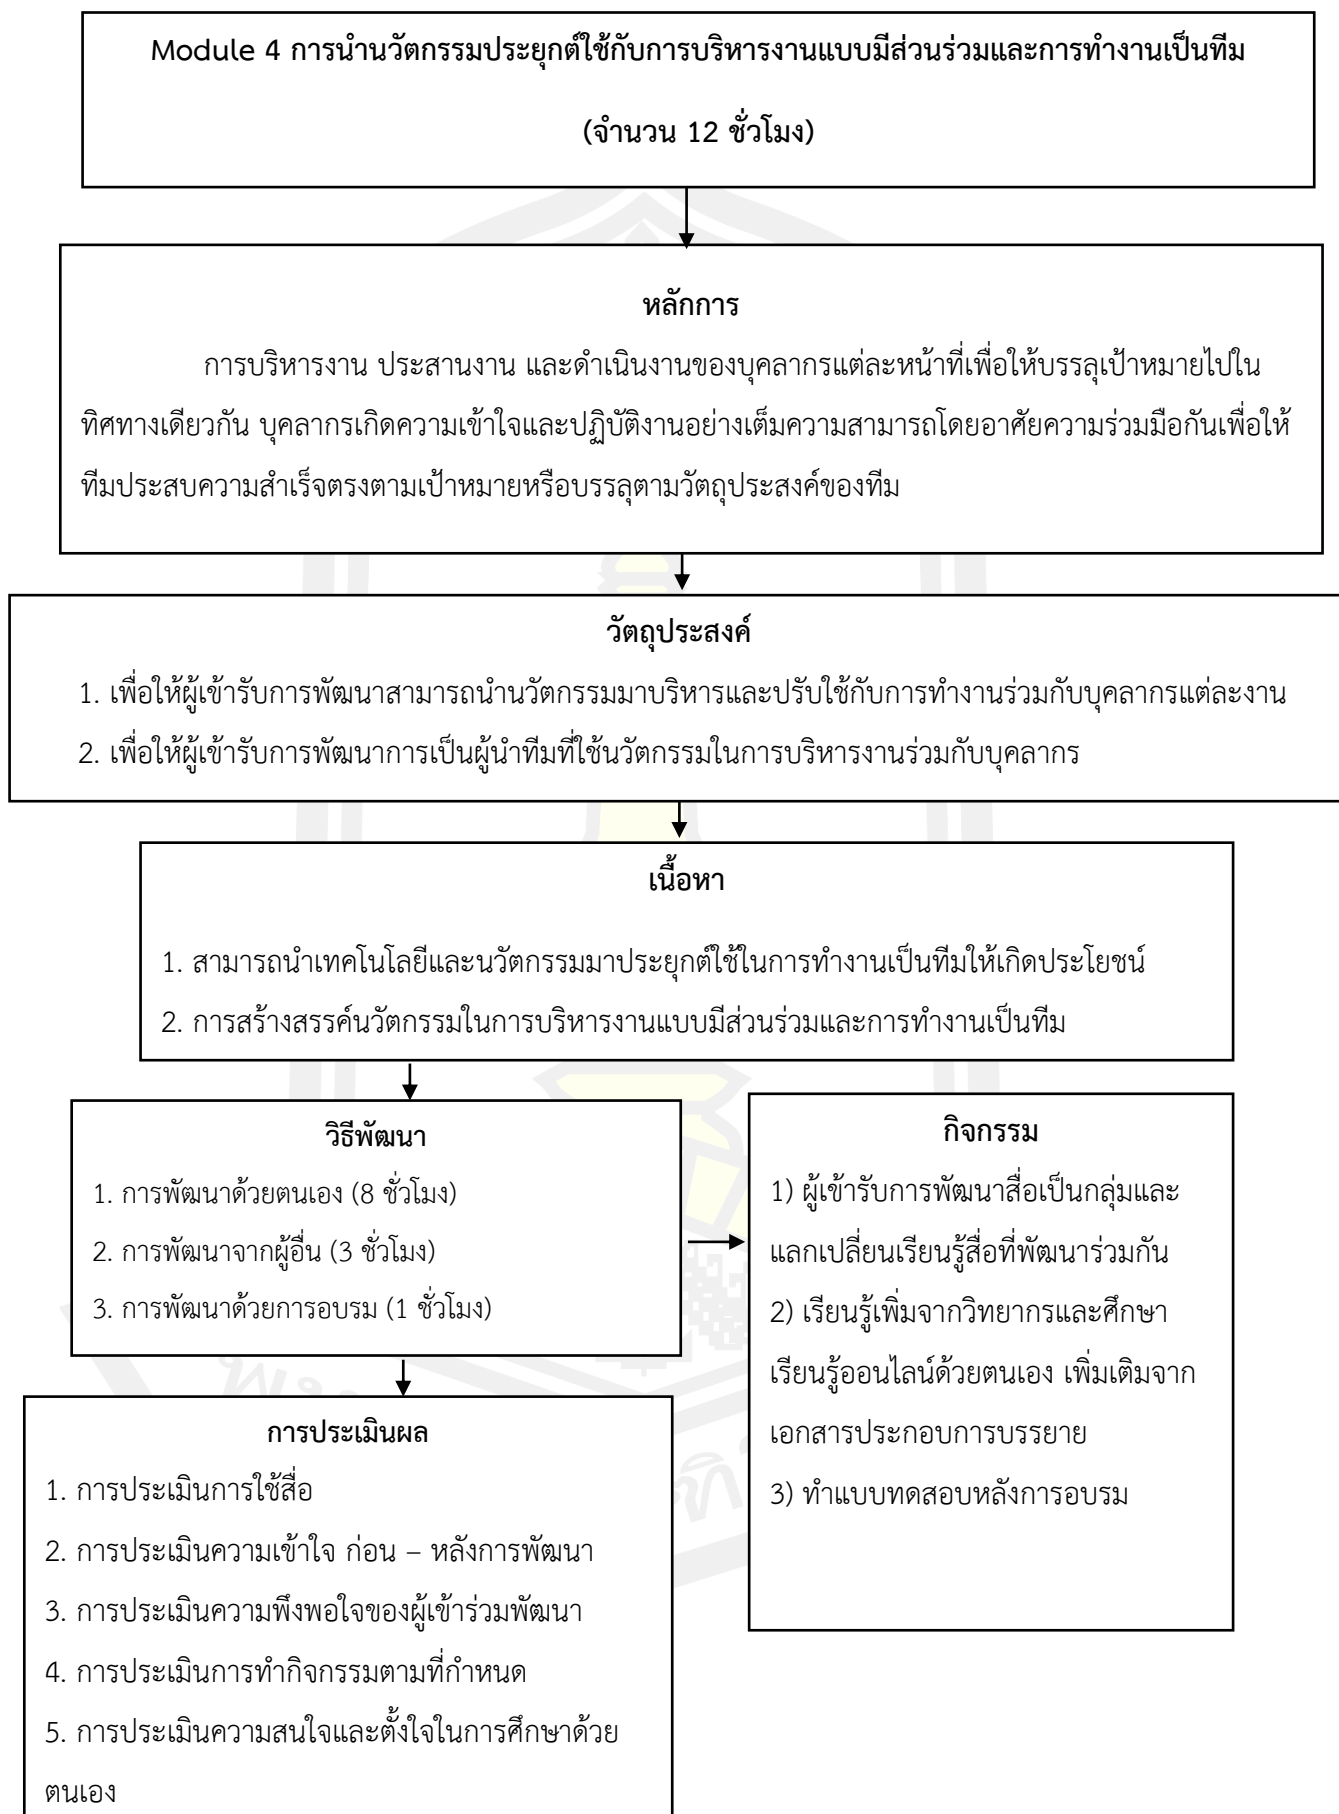 Module 4 การนำนวัตกรรมประยุกต์ใช้กับการบริหารงานแบบมีส่วนร่วมและการทำงานเป็นทีม
(จำนวน 12 ชั่วโมง)
หลักการ
การบริหารงาน ประสานงาน และดำเนินงานของบุคลากรแต่ละหน้าที่เพื่อให้บรรลุเป้าหมายไปใน
ทิศทางเดียวกัน บุคลากรเกิดความเข้าใจและปฏิบัติงานอย่างเต็มความสามารถโดยอาศัยความร่วมมือกันเพื่อให้
ทีมประสบความสำเร็จตรงตามเป้าหมายหรือบรรลุตามวัตถุประสงค์ของทีม
วัตถุประสงค์
1. เพื่อให้ผู้เข้ารับการพัฒนาสามารถนำนวัตกรรมมาบริหารและปรับใช้กับการทำงานร่วมกับบุคลากรแต่ละงาน
2. เพื่อให้ผู้เข้ารับการพัฒนาการเป็นผู้นำทีมที่ใช้นวัตกรรมในการบริหารงานร่วมกับบุคลากร
เนื้อหา
1. สามารถนำเทคโนโลยีและนวัตกรรมมาประยุกต์ใช้ในการทำงานเป็นทีมให้เกิดประโยชน์
2. การสร้างสรรค์นวัตกรรมในการบริหารงานแบบมีส่วนร่วมและการทำงานเป็นทีม
วิธีพัฒนา
1. การพัฒนาด้วยตนเอง (8 ชั่วโมง)
2. การพัฒนาจากผู้อื่น (3 ชั่วโมง)
3. การพัฒนาด้วยการอบรม (1 ชั่วโมง)
กิจกรรม
1) ผู้เข้ารับการพัฒนาสื่อเป็นกลุ่มและ
แลกเปลี่ยนเรียนรู้สื่อที่พัฒนาร่วมกัน
2) เรียนรู้เพิ่มจากวิทยากรและศึกษา
เรียนรู้ออนไลน์ด้วยตนเอง เพิ่มเติมจาก
เอกสารประกอบการบรรยาย
3) ทำแบบทดสอบหลังการอบรม
การประเมินผล
1. การประเมินการใช้สื่อ
2. การประเมินความเข้าใจ ก่อน – หลังการพัฒนา
3. การประเมินความพึงพอใจของผู้เข้าร่วมพัฒนา
4. การประเมินการทำกิจกรรมตามที่กำหนด
5. การประเมินความสนใจและตั้งใจในการศึกษาด้วย
ตนเอง